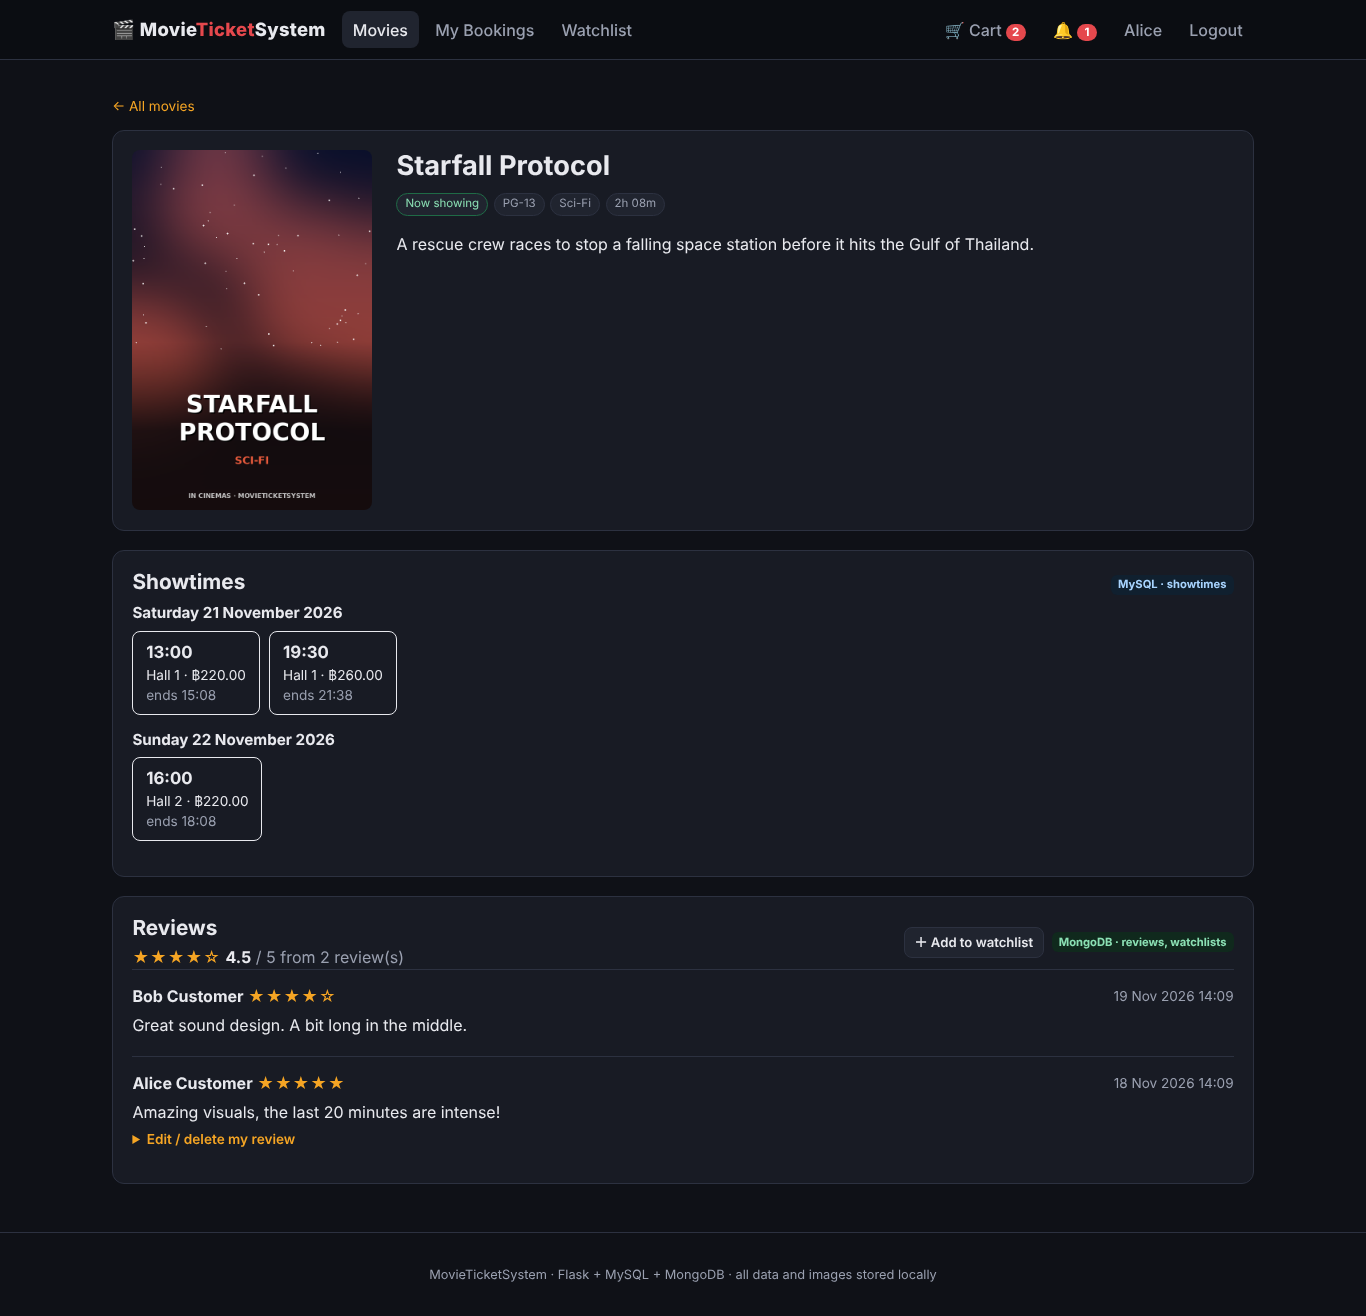 🎬 MovieTicketSystem Movies My Bookings Watchlist 🛒 Cart 2 🔔 1 Alice Logout
← All movies
STARFALL
PROTOCOL
SCI-FI
IN CINEMAS · MOVIETICKETSYSTEM
Starfall Protocol
Now showing PG-13 Sci-Fi 2h 08m
A rescue crew races to stop a falling space station before it hits the Gulf of Thailand.
Showtimes MySQL · showtimes
Saturday 21 November 2026
13:00 19:30
Hall 1 · ฿220.00 Hall 1 · ฿260.00
ends 15:08 ends 21:38
Sunday 22 November 2026
16:00
Hall 2 · ฿220.00
ends 18:08
Reviews
+ Add to watchlist MongoDB · reviews, watchlists
★★★★☆ 4.5 / 5 from 2 review(s)
Bob Customer ★★★★☆ 19 Nov 2026 14:09
Great sound design. A bit long in the middle.
Alice Customer ★★★★★ 18 Nov 2026 14:09
Amazing visuals, the last 20 minutes are intense!
▶ Edit / delete my review
MovieTicketSystem · Flask + MySQL + MongoDB · all data and images stored locally